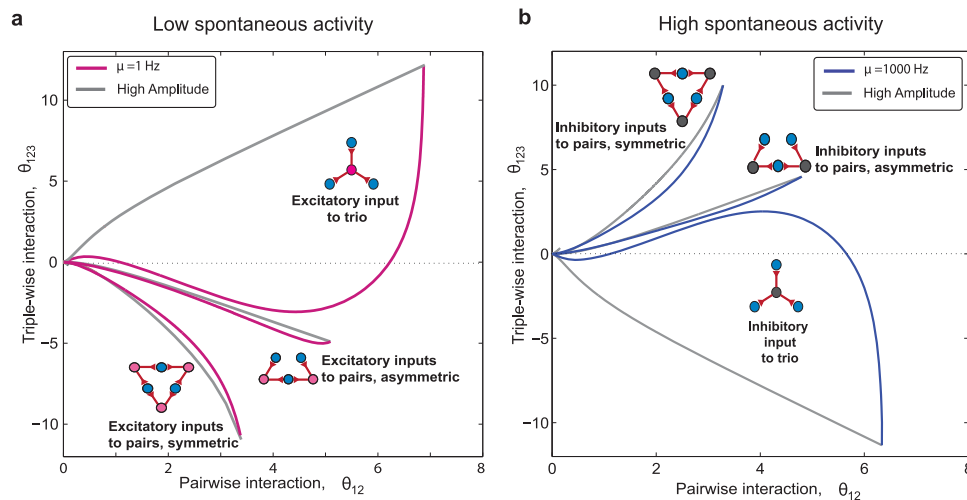 a
Low spontaneous activity
μ = 1 Hz
High Amplitude
Excitatory input
to trio
Excitatory inputs
to pairs, asymmetric
Excitatory inputs
to pairs, symmetric
Triple-wise interaction, θ123
10
5
0
−5
−10
0
2
4
6
8
Pairwise interaction, θ12
b
High spontaneous activity
μ = 1000 Hz
High Amplitude
Inhibitory inputs
to pairs, symmetric
Inhibitory inputs
to pairs, asymmetric
Inhibitory
input
to trio
Triple-wise interaction, θ123
10
5
0
−5
−10
0
2
4
6
8
Pairwise interaction, θ12